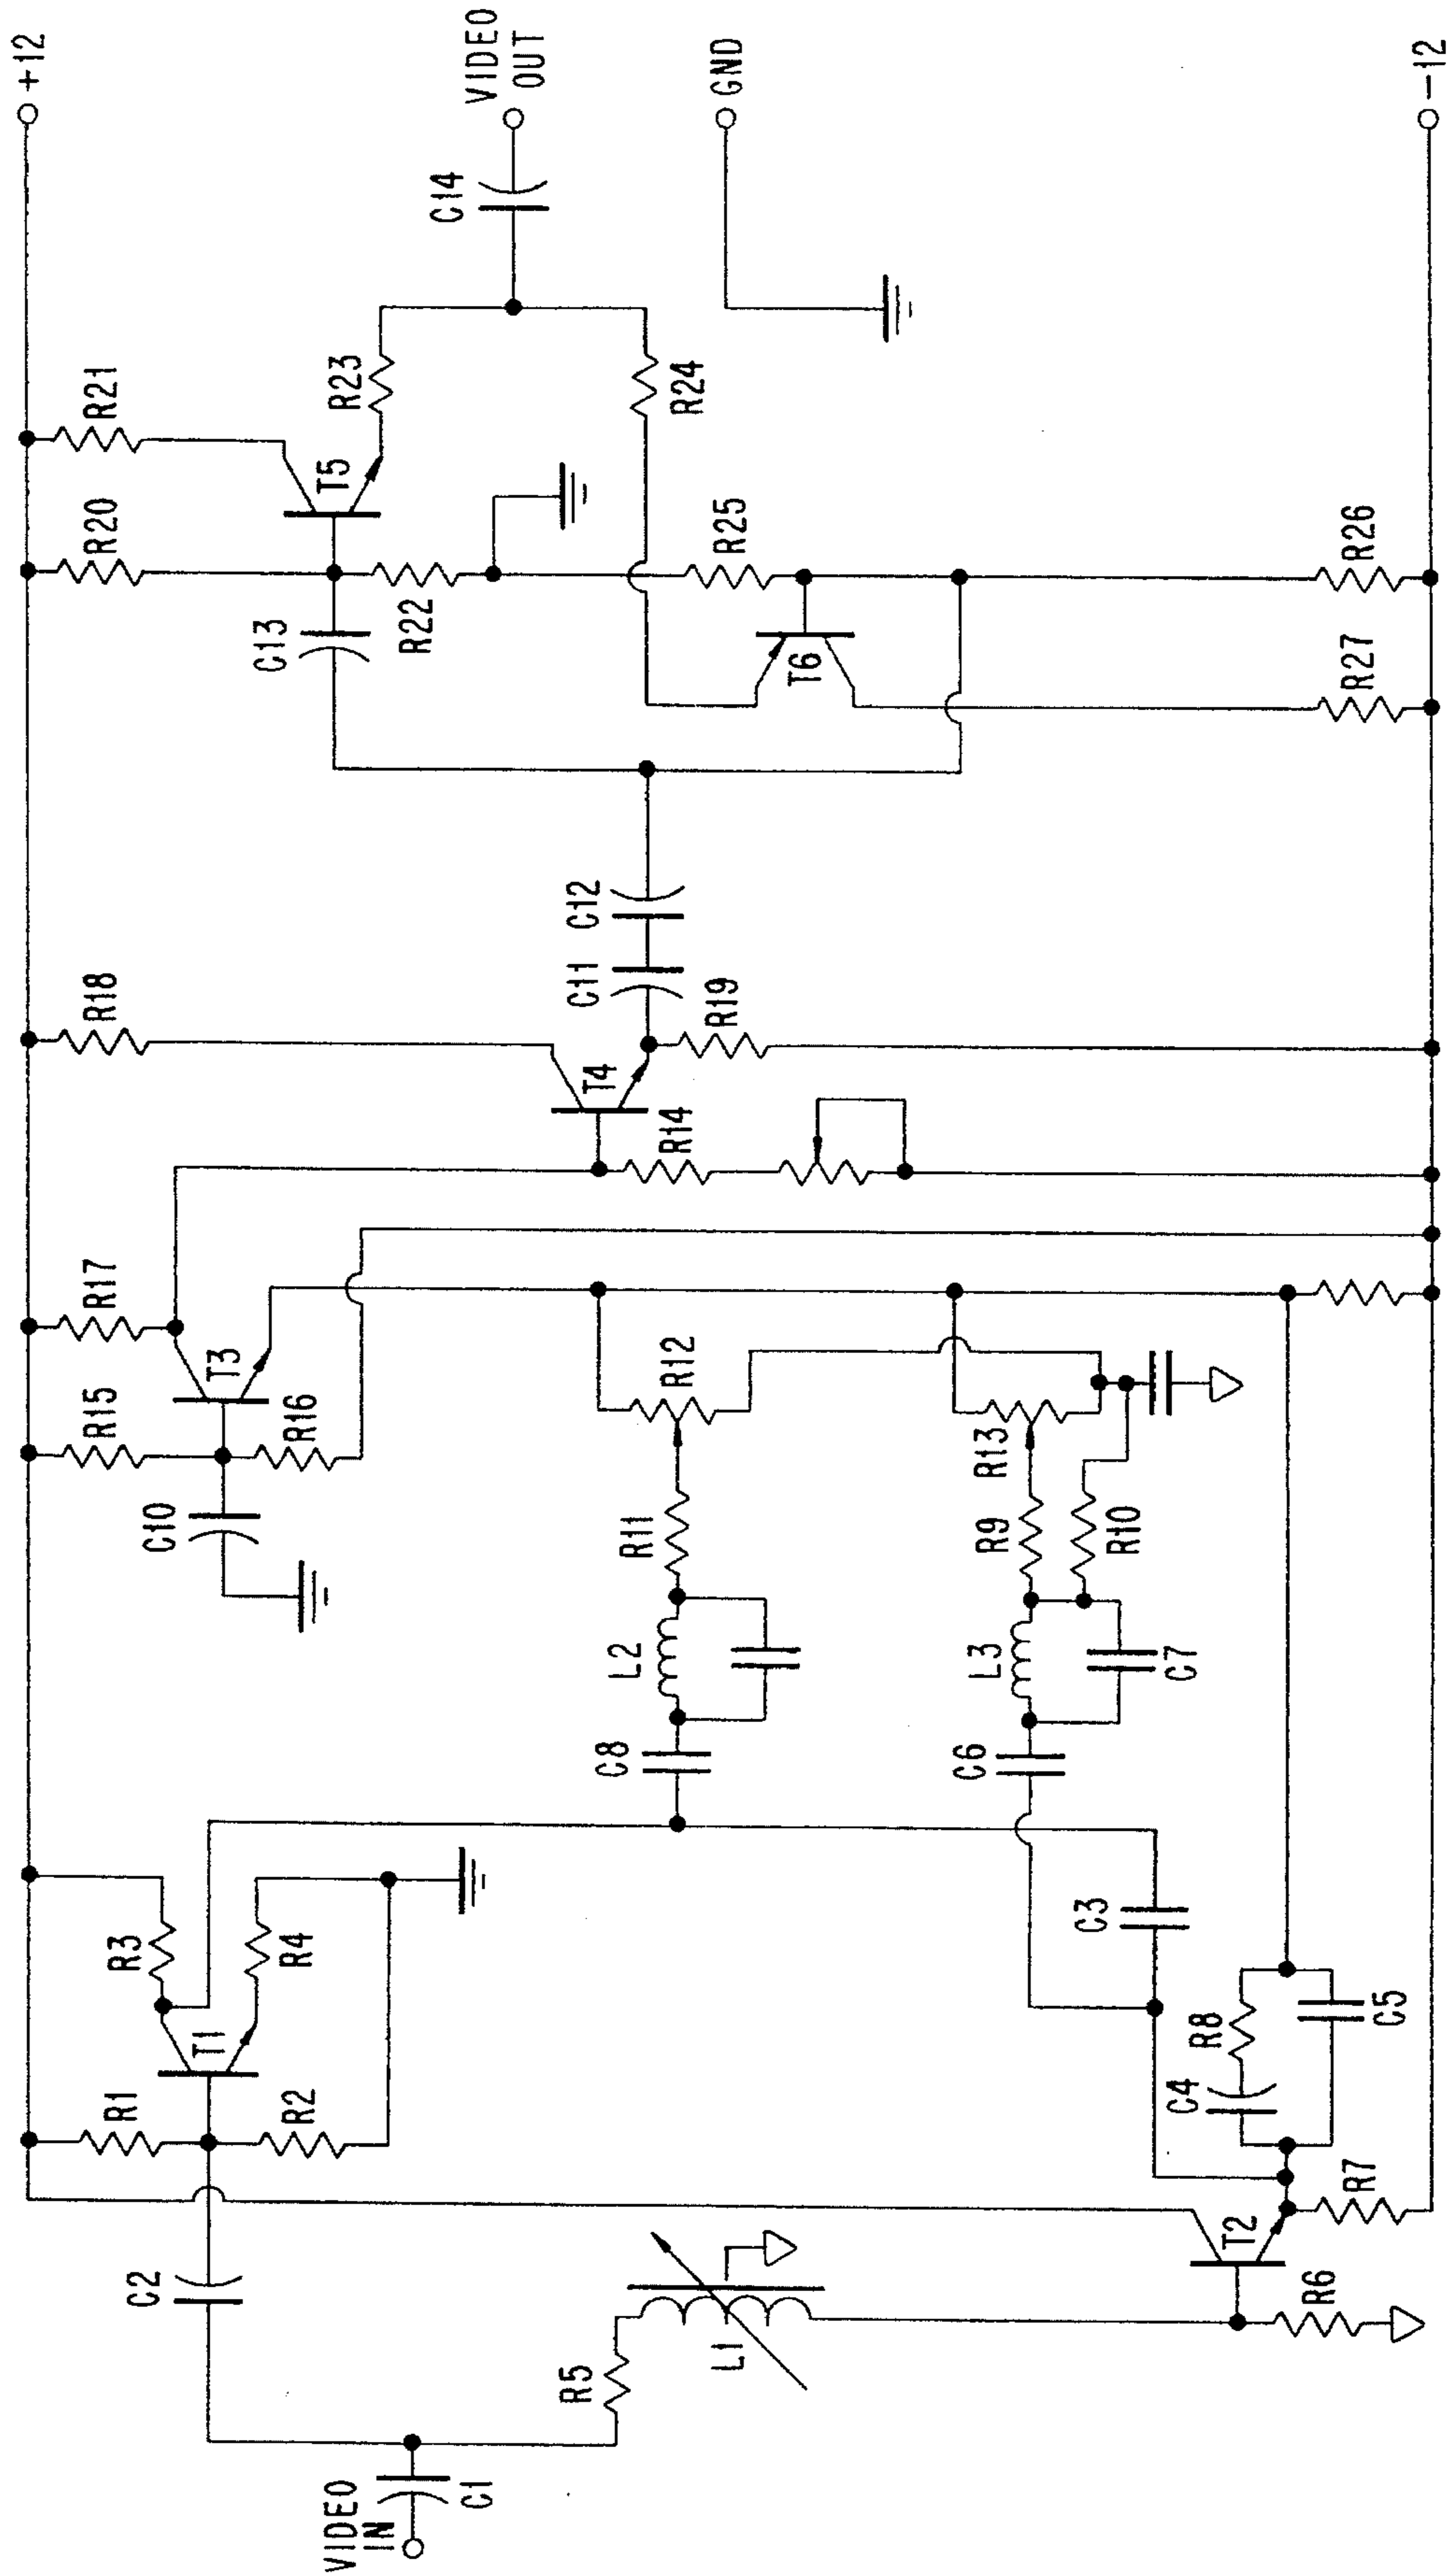 +12
VIDEO
OUT
GND
-12
C14
R21
R23
R24
T5
R20
R22
C13
R25
T6
R26
R27
C12
C11
R18
R19
T4
R14
R17
T3
R15
R16
C10
R12
R13
R11
R9
R10
L2
L3
C7
C8
C6
R3
R4
T1
R1
R2
C3
R8
C4
C5
R7
T2
R6
C2
L1
R5
C1
VIDEO
IN